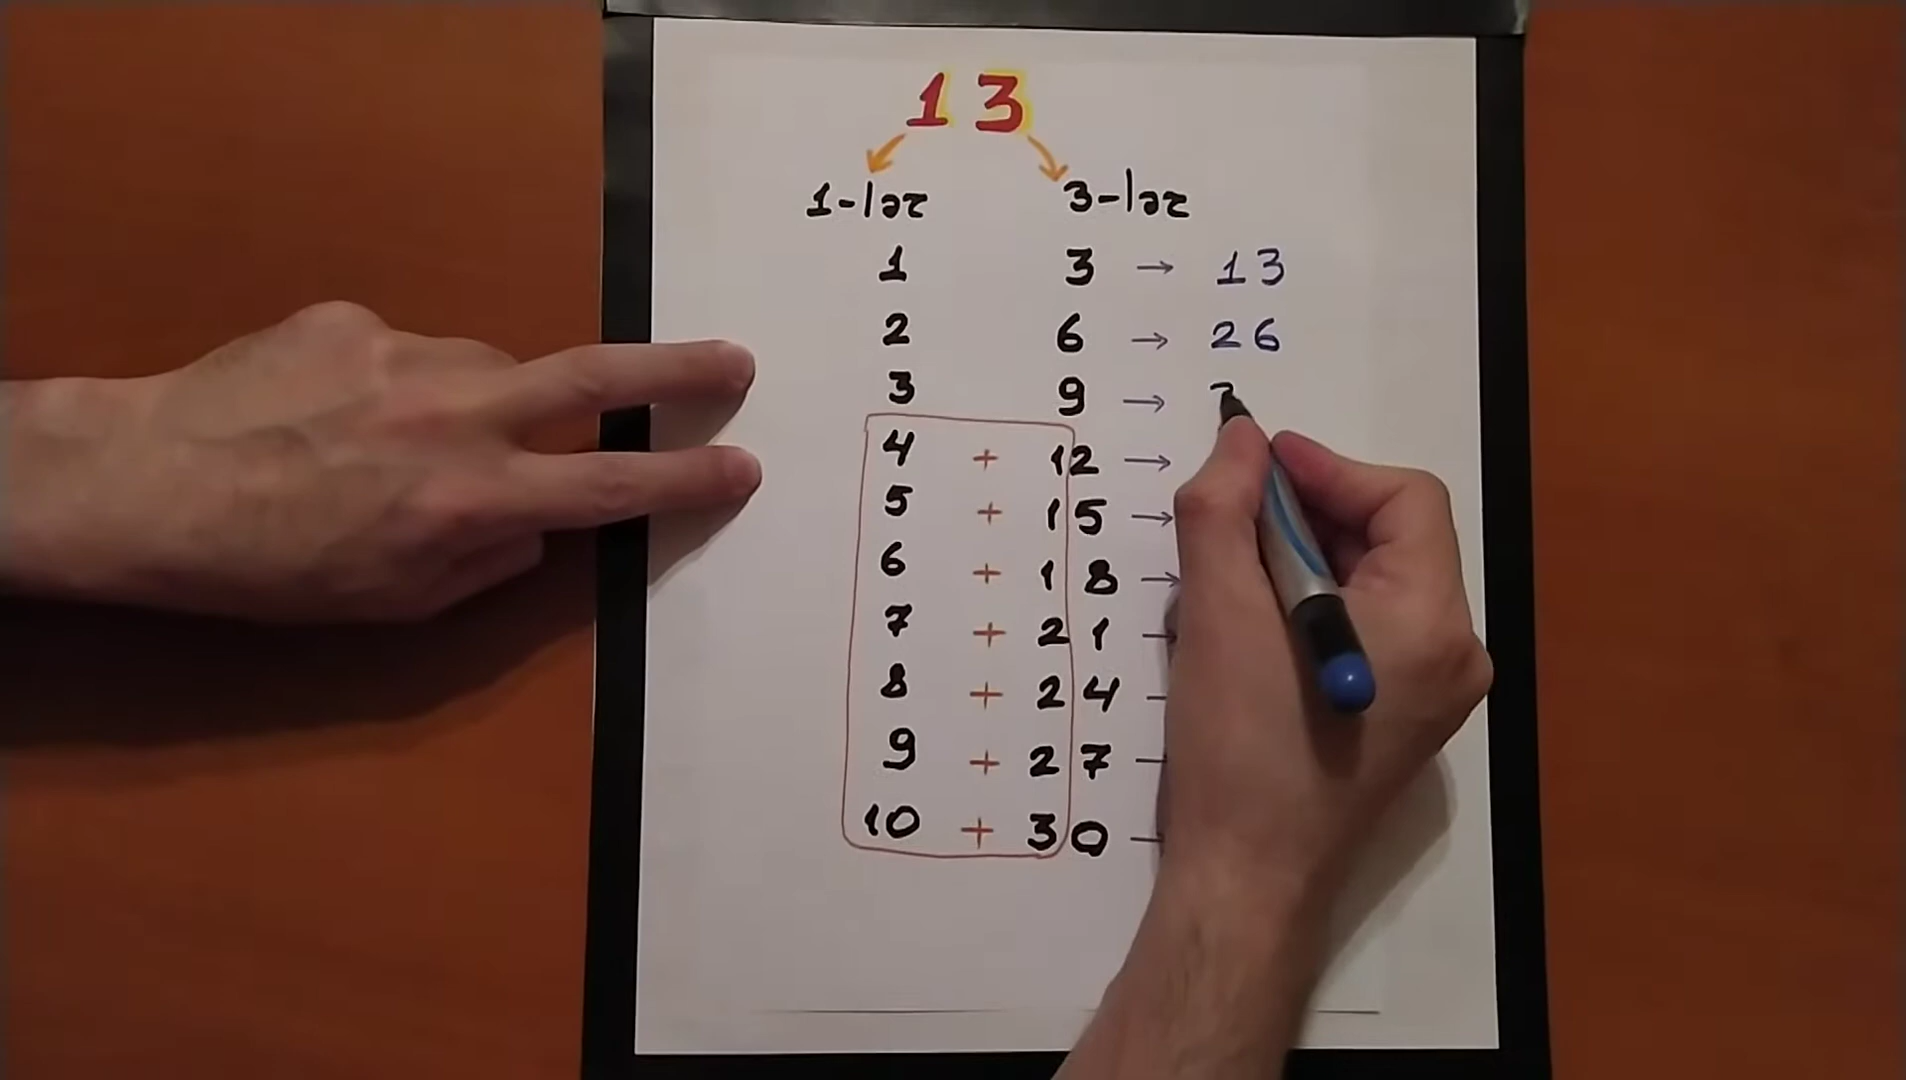 13
1-lər 3-lər
1 3 → 13
2 6 → 26
3 9 →
4 + 12 →
5 + 15 →
6 + 18 →
7 + 21 →
8 + 24 -
9 + 27 -
10 + 30 -